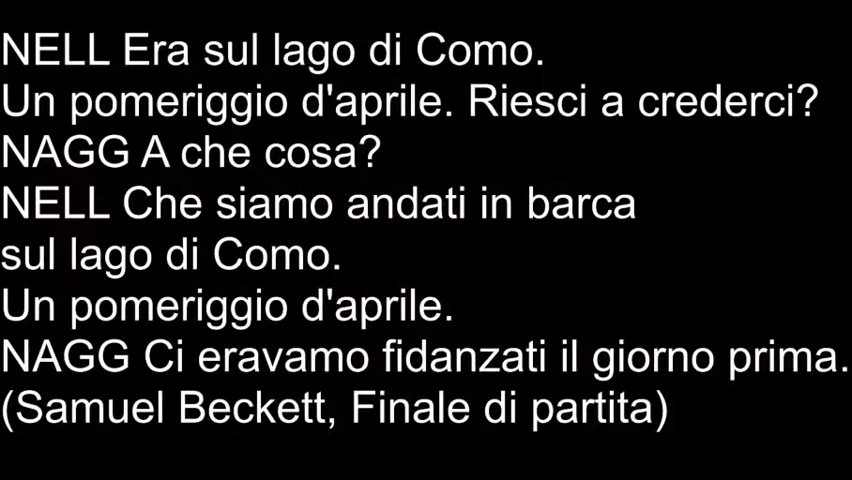 NELL Era sul lago di Como.
Un pomeriggio d'aprile. Riesci a crederci?
NAGG A che cosa?
NELL Che siamo andati in barca
sul lago di Como.
Un pomeriggio d'aprile.
NAGG Ci eravamo fidanzati il giorno prima.
(Samuel Beckett, Finale di partita)